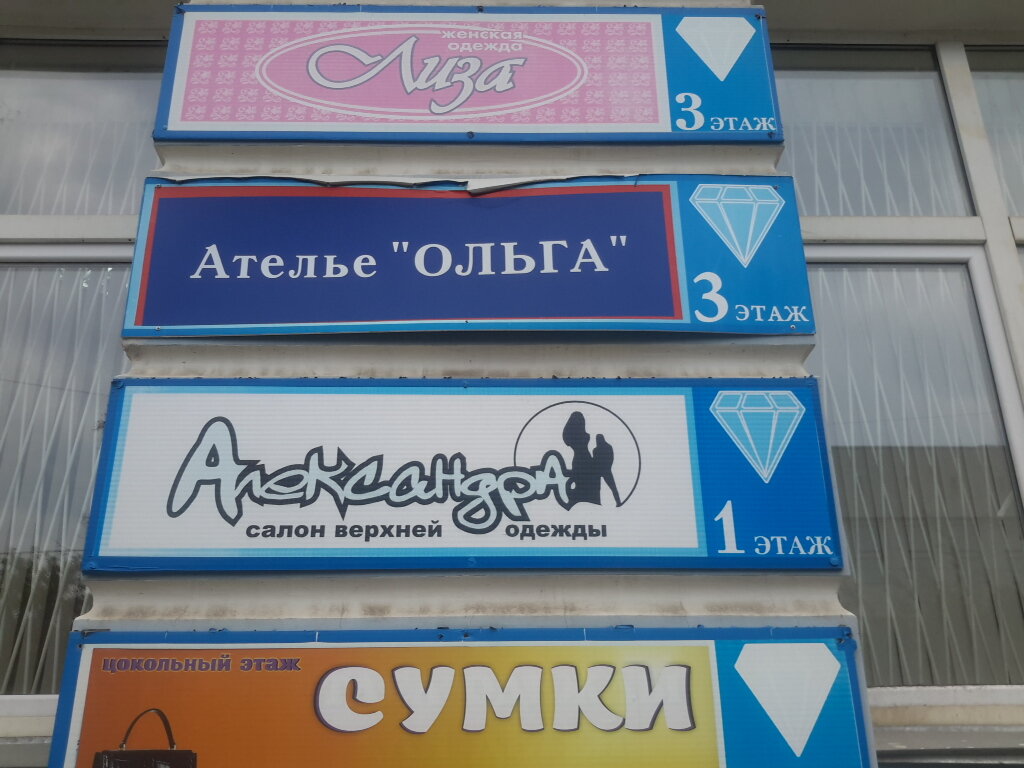 женская
одежда
Лиза
3 ЭТАЖ
Ателье "ОЛЬГА"
3 ЭТАЖ
Александра
салон верхней одежды
1 ЭТАЖ
цокольный этаж
СУМКИ